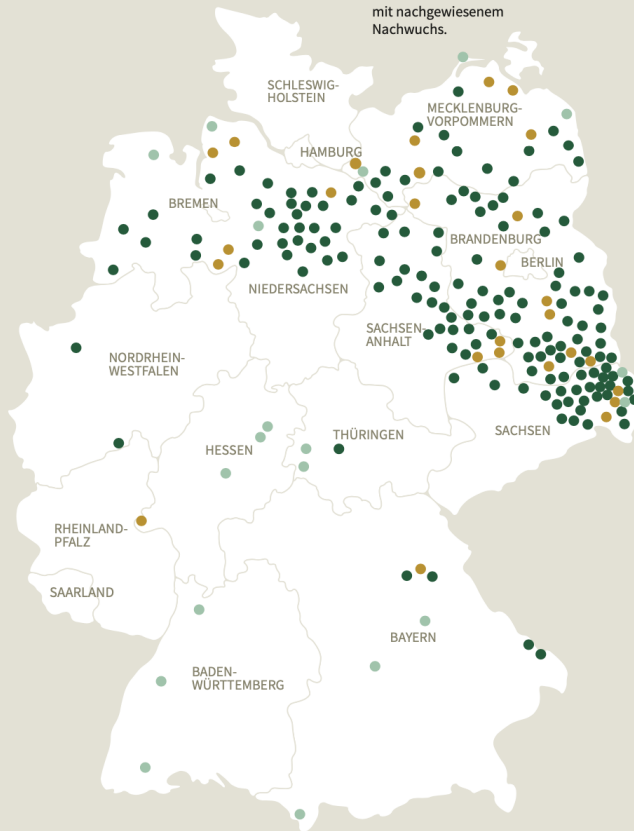 mit nachgewiesenem
Nachwuchs.
SCHLESWIG-
HOLSTEIN
MECKLENBURG-
VORPOMMERN
HAMBURG
BREMEN
BRANDENBURG
BERLIN
NIEDERSACHSEN
SACHSEN-
ANHALT
NORDRHEIN-
WESTFALEN
THÜRINGEN
SACHSEN
HESSEN
RHEINLAND-
PFALZ
SAARLAND
BAYERN
BADEN-
WÜRTTEMBERG